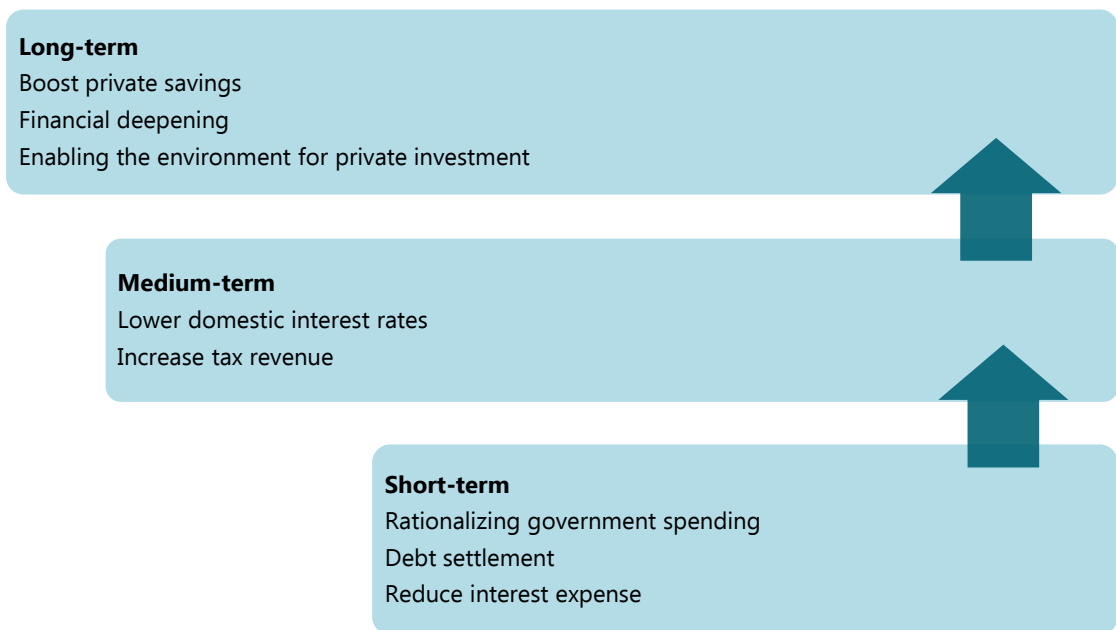 Long-term
Boost private savings
Financial deepening
Enabling the environment for private investment
Medium-term
Lower domestic interest rates
Increase tax revenue
Short-term
Rationalizing government spending
Debt settlement
Reduce interest expense